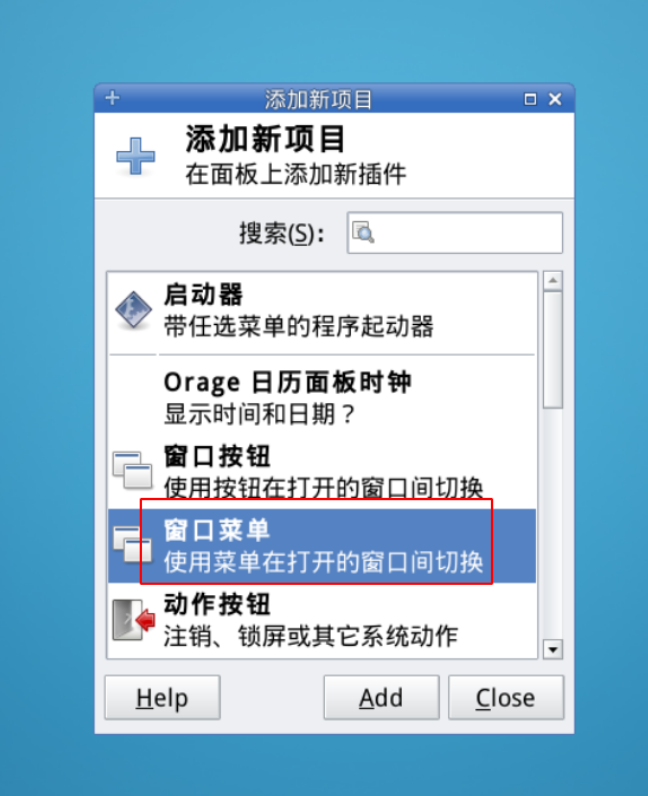 添加新项目
添加新项目
在面板上添加新插件
搜索(S):
启动器
带任选菜单的程序起动器
Orage 日历面板时钟
显示时间和日期？
窗口按钮
使用按钮在打开的窗口间切换
窗口菜单
使用菜单在打开的窗口间切换
动作按钮
注销、锁屏或其它系统动作
Help Add Close